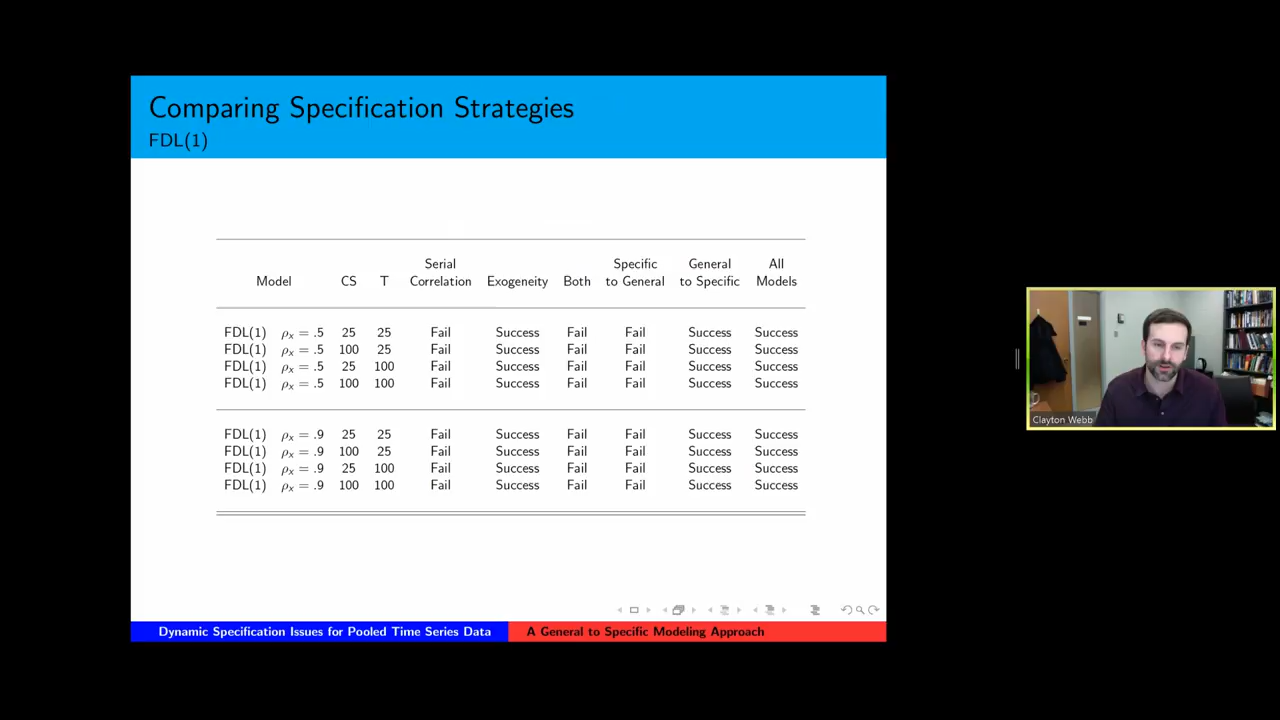 Comparing Specification Strategies
FDL(1)
Serial Specific General All
Model CS T Correlation Exogeneity Both to General to Specific Models
FDL(1) ρₓ = .5 25 25 Fail Success Fail Fail Success Success
FDL(1) ρₓ = .5 100 25 Fail Success Fail Fail Success Success
FDL(1) ρₓ = .5 25 100 Fail Success Fail Fail Success Success
FDL(1) ρₓ = .5 100 100 Fail Success Fail Fail Success Success
FDL(1) ρₓ = .9 25 25 Fail Success Fail Fail Success Success
FDL(1) ρₓ = .9 100 25 Fail Success Fail Fail Success Success
FDL(1) ρₓ = .9 25 100 Fail Success Fail Fail Success Success
FDL(1) ρₓ = .9 100 100 Fail Success Fail Fail Success Success
Dynamic Specification Issues for Pooled Time Series Data A General to Specific Modeling Approach
Clayton Webb